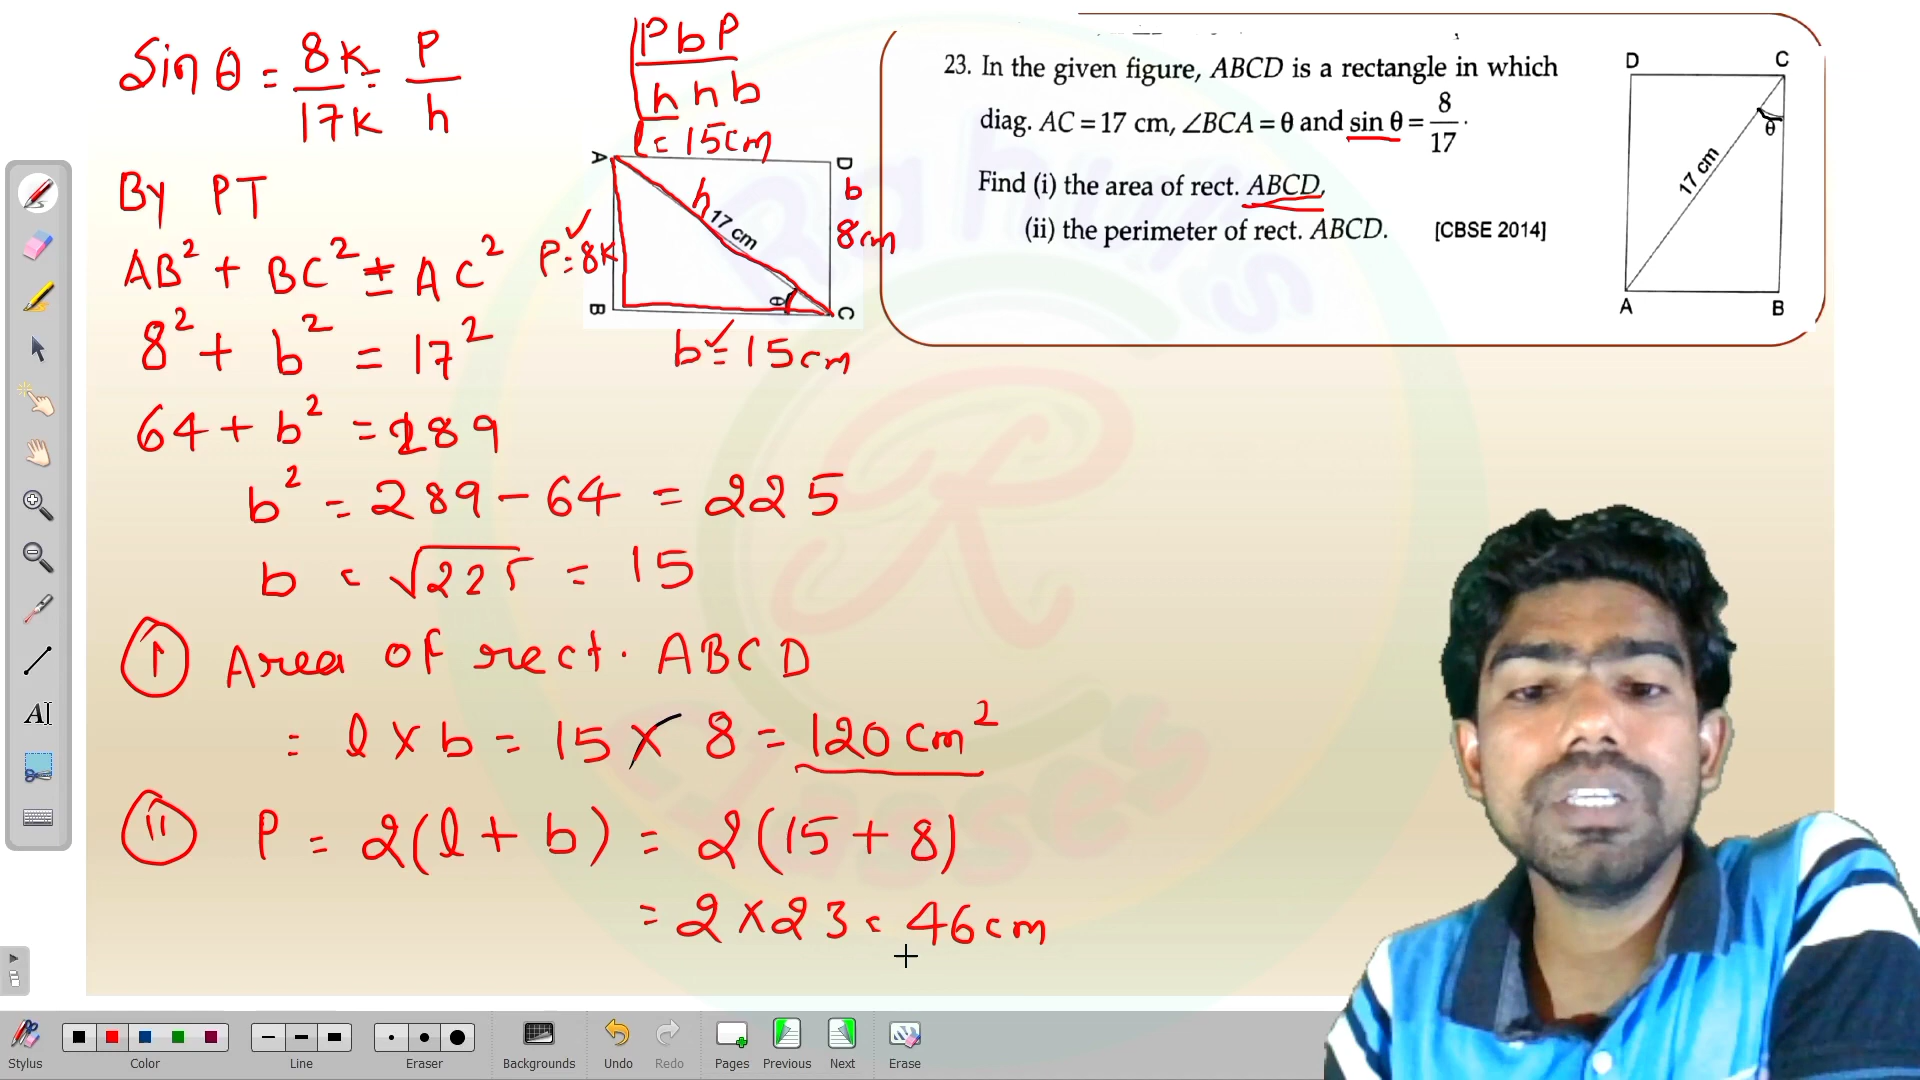 Sin θ = 8K/17K = P/h
By PT
AB² + BC² = AC²
8² + b² = 17²
64 + b² = 289
b² = 289 - 64 = 225
b = √225 = 15
(i) Area of rect. ABCD
= l × b = 15 × 8 = 120 cm²
(ii) P = 2(l + b) = 2(15 + 8)
= 2 × 23 = 46 cm
P b P
h h b
l = 15cm
A
D
h
17 cm
b
8cm
P = 8K
B
θ
C
b = 15cm
23. In the given figure, ABCD is a rectangle in which
diag. AC = 17 cm, ∠BCA = θ and sin θ = 8/17.
Find (i) the area of rect. ABCD,
(ii) the perimeter of rect. ABCD. [CBSE 2014]
D
C
θ
17 cm
A
B
Classes
AI
Stylus
Color
Line
Eraser
Backgrounds
Undo
Redo
Pages
Previous
Next
Erase